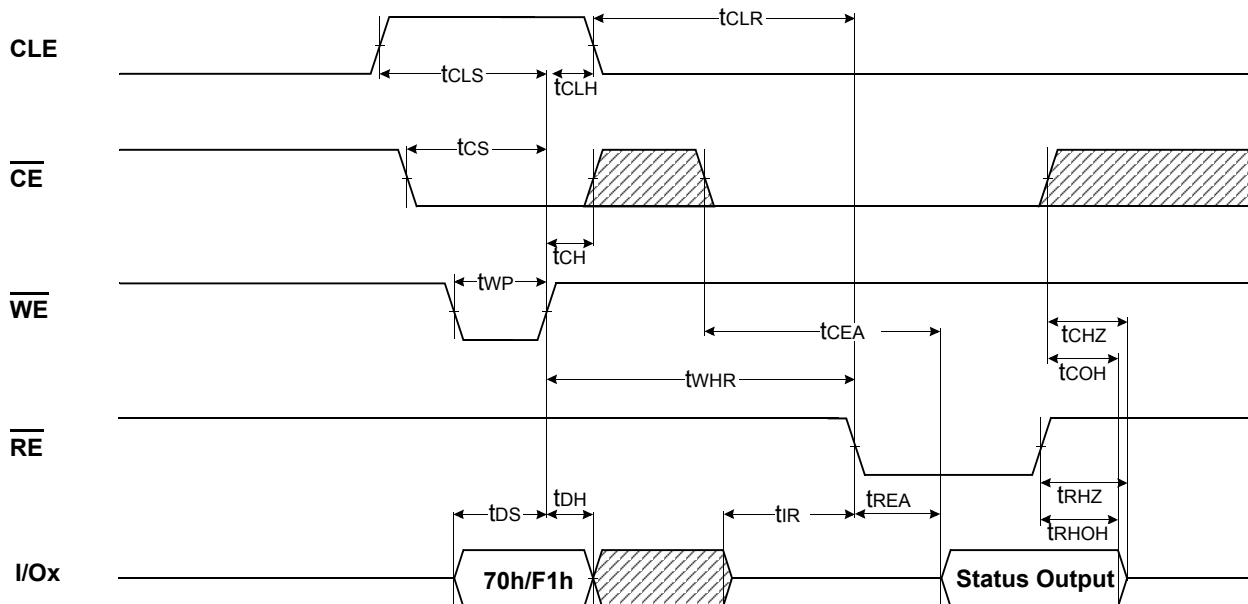 tCLR
CLE
tCLS
tCLH
tCS
CE
tCH
tWP
WE
tCEA
tCHZ
tCOH
tWHR
RE
tDH
tRHZ
tDS
tIR
tREA
tRHOH
I/Ox
70h/F1h
Status Output